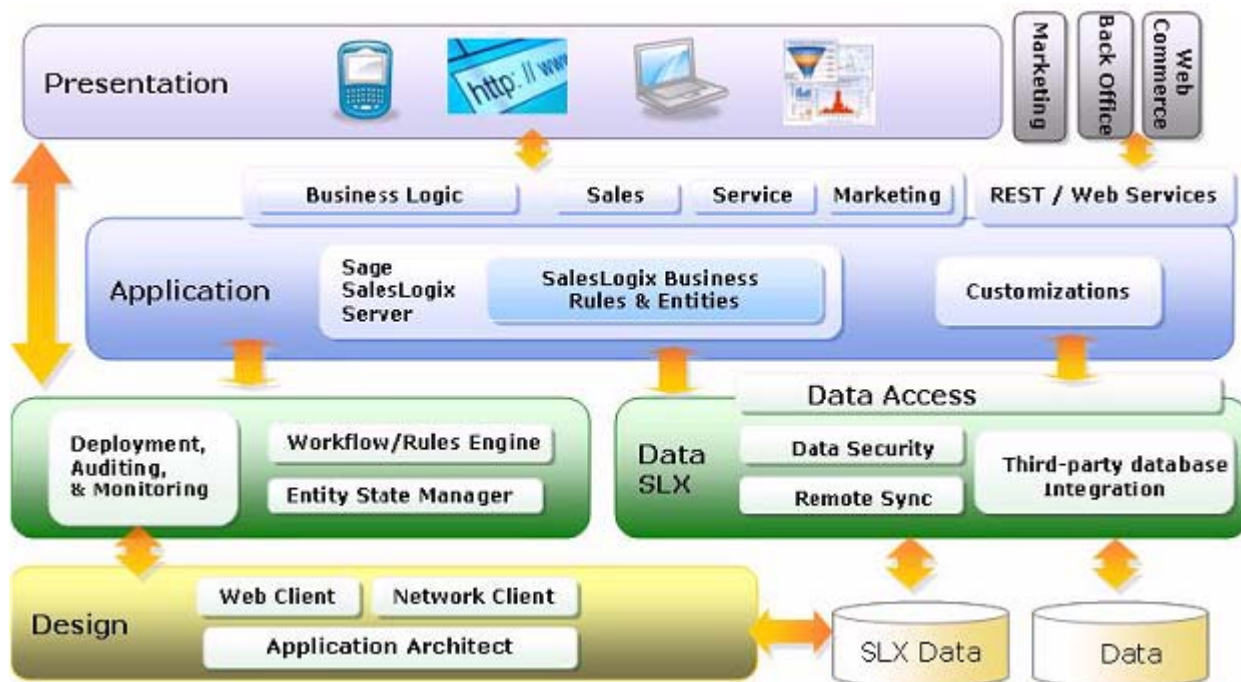 Presentation
http: // ww
Marketing
Back Office
Web
Commerce
Business Logic
Sales
Service
Marketing
REST / Web Services
Application
Sage
SalesLogix
Server
SalesLogix Business
Rules & Entities
Customizations
Deployment,
Auditing,
& Monitoring
Workflow/Rules Engine
Entity State Manager
Data Access
Data
SLX
Data Security
Remote Sync
Third-party database
Integration
Design
Web Client
Network Client
Application Architect
SLX Data
Data